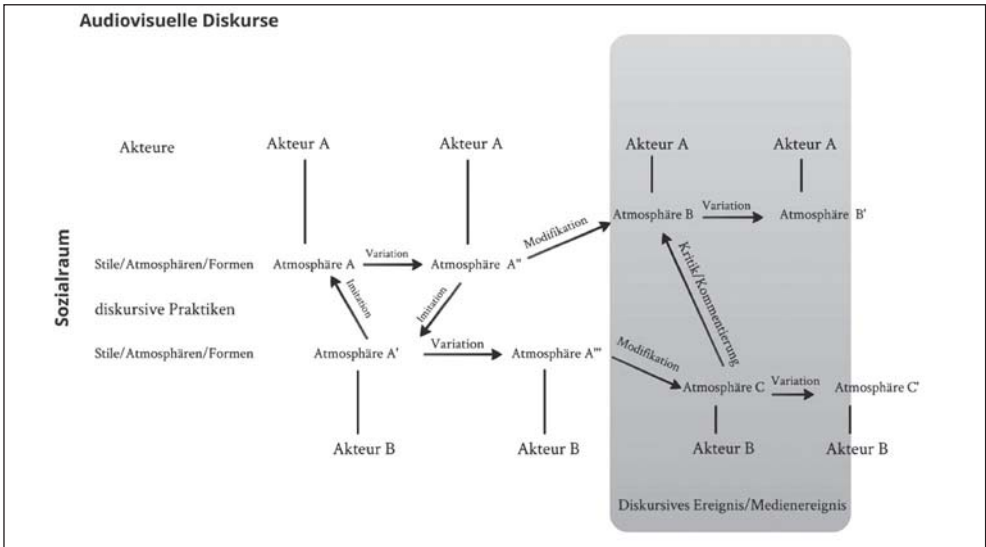 Audiovisuelle Diskurse
Sozialraum
Akteure
Akteur A
Akteur A
Akteur A
Akteur A
Atmosphäre B
Variation
Atmosphäre B'
Modifikation
Stile/Atmosphären/Formen
Atmosphäre A
Variation
Atmosphäre A''
Imitation
Imitation
Kritik/Kommentierung
diskursive Praktiken
Stile/Atmosphären/Formen
Atmosphäre A'
Variation
Atmosphäre A'''
Modifikation
Atmosphäre C
Variation
Atmosphäre C'
Akteur B
Akteur B
Akteur B
Akteur B
Diskursives Ereignis/Medienereignis